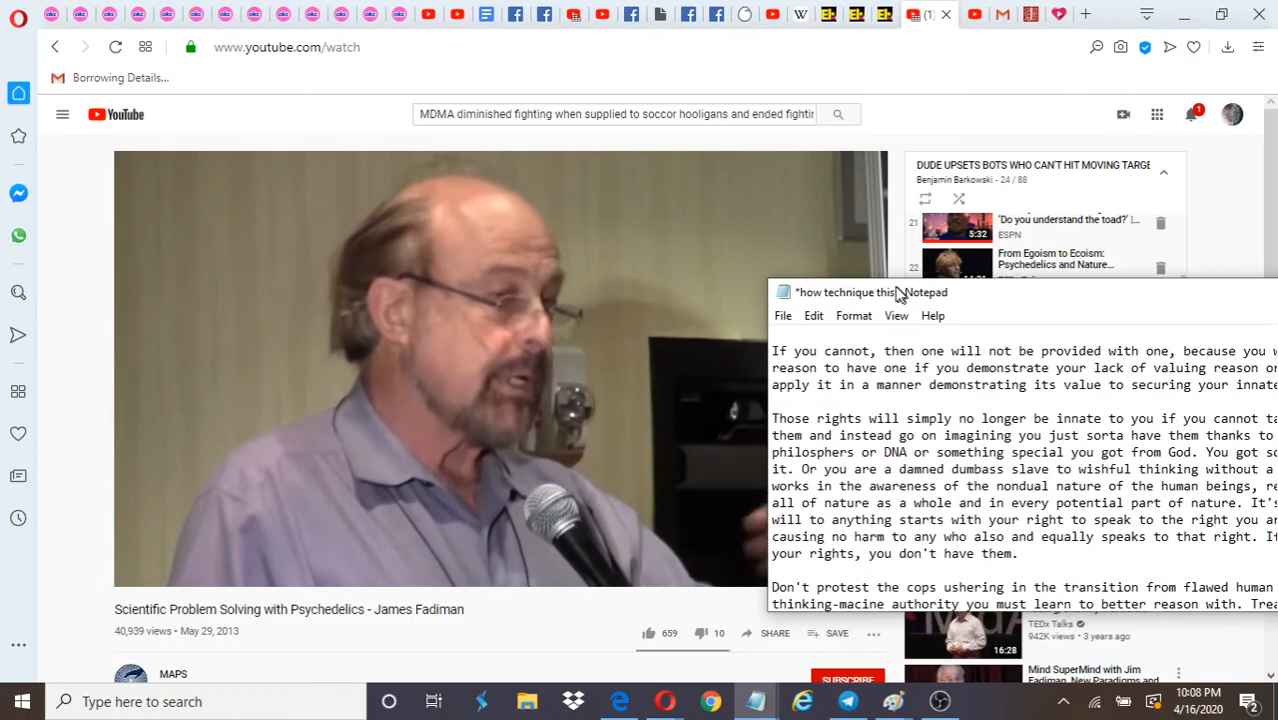 (1)
www.youtube.com/watch
Borrowing Details...
YouTube
MDMA diminished fighting when supplied to soccor hooligans and ended fightin
1
DUDE UPSETS BOTS WHO CAN'T HIT MOVING TARGE
Benjamin Barkowski - 24 / 88
21
5:32
'Do you understand the toad?' |...
ESPN
22
From Egoism to Ecoism:
Psychedelics and Nature...
*how technique this - Notepad
File Edit Format View Help
If you cannot, then one will not be provided with one, because you w
reason to have one if you demonstrate your lack of valuing reason or
apply it in a manner demonstrating its value to securing your innate
Those rights will simply no longer be innate to you if you cannot ta
them and instead go on imagining you just sorta have them thanks to
philosphers or DNA or something special you got from God. You got so
it. Or you are a damned dumbass slave to wishful thinking without a
works in the awareness of the nondual nature of the human beings, re
all of nature as a whole and in every potential part of nature. It's
will to anything starts with your right to speak to the right you ar
causing no harm to any who also and equally speaks to that right. If
your rights, you don't have them.
Don't protest the cops ushering in the transition from flawed human
thinking-macine authority you must learn to better reason with. Trea
Scientific Problem Solving with Psychedelics - James Fadiman
40,939 views • May 29, 2013
659
10
SHARE
SAVE
MAPS
SUBSCRIBE
TEDx Talks
942K views • 3 years ago
16:28
Mind SuperMind with Jim
Fadiman, New Paradigms and
Type here to search
10:08 PM
4/16/2020
2